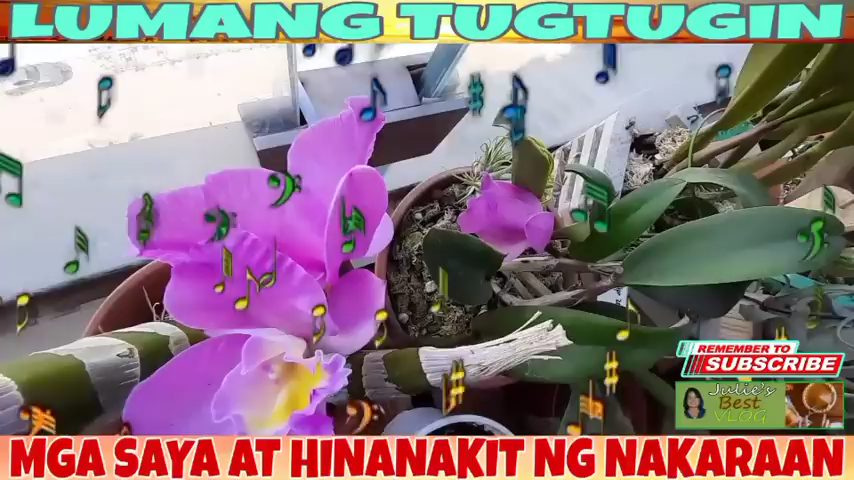 LUMANG TUGTUGIN
REMEMBER TO
SUBSCRIBE
Julie's
Best
VLOG
MGA SAYA AT HINANAKIT NG NAKARAAN